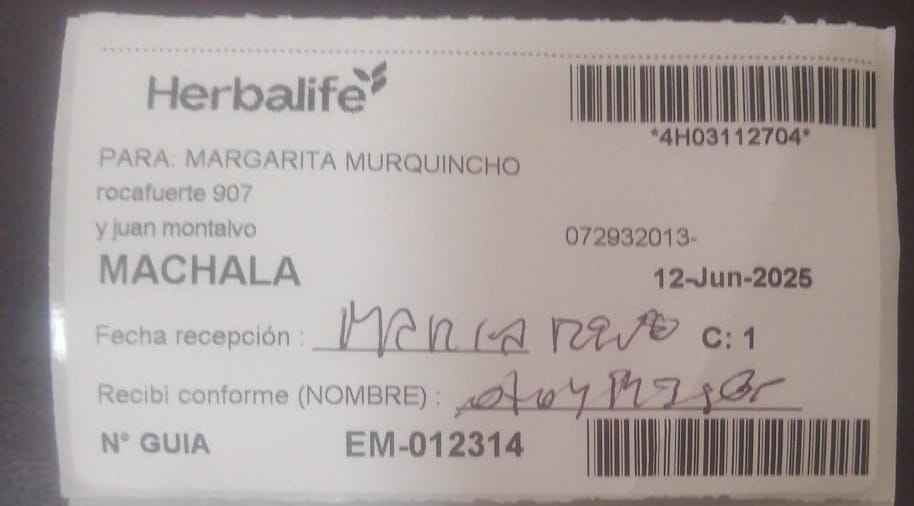 Herbalife
*4H03112704*
PARA: MARGARITA MURQUINCHO
rocafuerte 907
y juan montalvo
072932013-
MACHALA
12-Jun-2025
Fecha recepción : Maria C: 1
Recibi conforme (NOMBRE) :
N° GUIA EM-012314